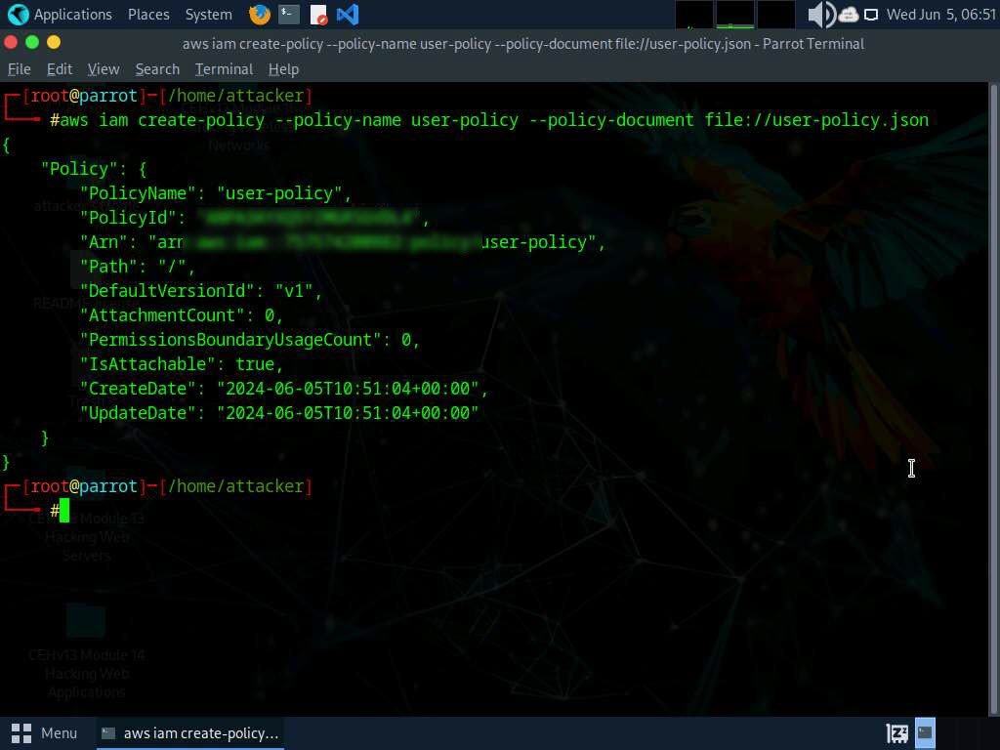 Applications Places System Wed Jun 5, 06:51
aws iam create-policy --policy-name user-policy --policy-document file://user-policy.json - Parrot Terminal
File Edit View Search Terminal Help
[root@parrot]─[/home/attacker]
#aws iam create-policy --policy-name user-policy --policy-document file://user-policy.json
Networks
{
"Policy": {
"PolicyName": "user-policy",
"PolicyId": ",
"Arn": "arn user-policy",
"Path": "/",
"DefaultVersionId": "v1",
"AttachmentCount": 0,
"PermissionsBoundaryUsageCount": 0,
"IsAttachable": true,
"CreateDate": "2024-06-05T10:51:04+00:00",
"UpdateDate": "2024-06-05T10:51:04+00:00"
}
}
[root@parrot]─[/home/attacker]
#
CEHv13 Module 13
Hacking Web
Servers
CEHv13 Module 14
Hacking Web
Applications
Menu aws iam create-policy...